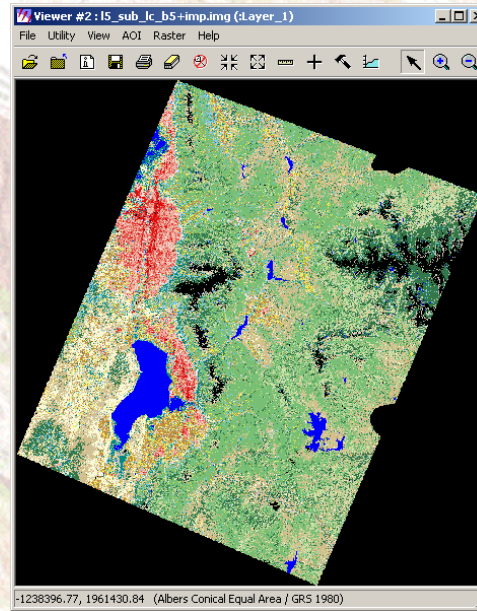 Viewer #2 : l5_sub_lc_b5+imp.img (:Layer_1)
File Utility View AOI Raster Help
-1238396.77, 1961430.84 (Albers Conical Equal Area / GRS 1980)